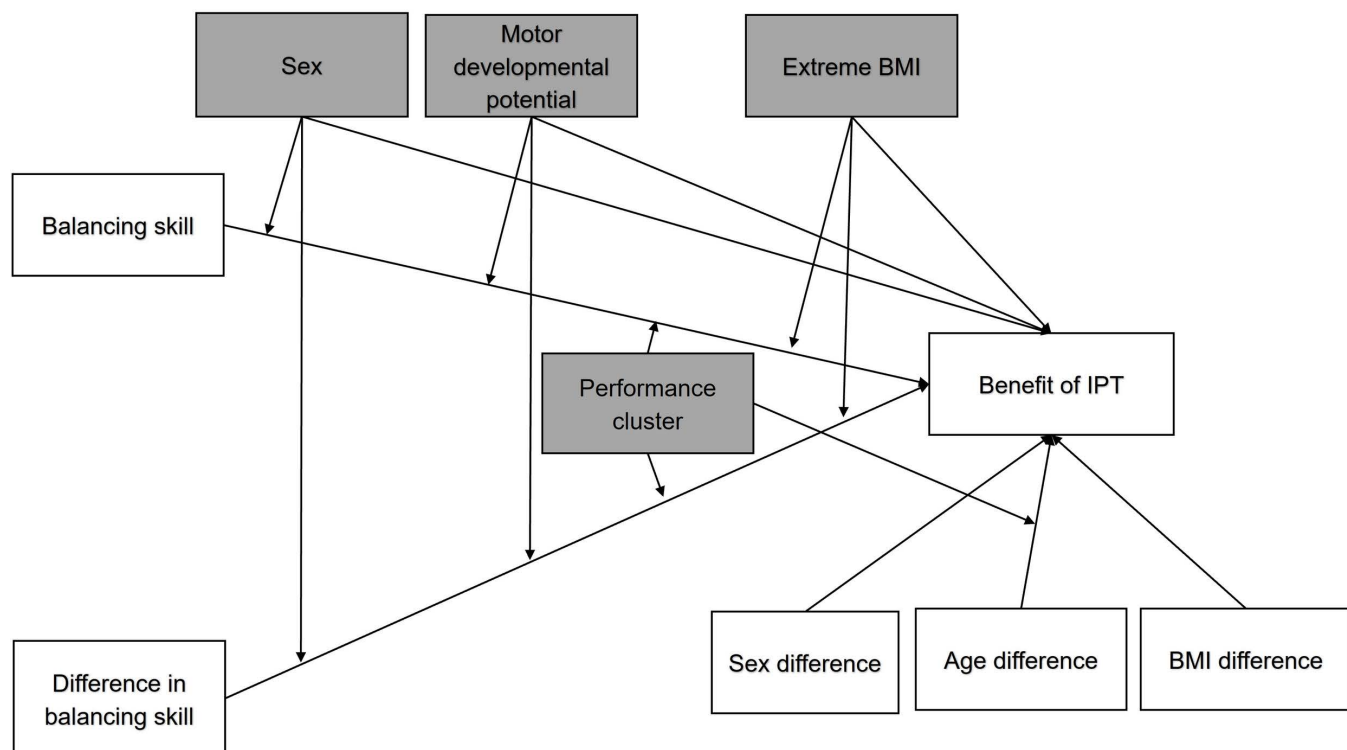 Sex
Motor
developmental
potential
Extreme BMI
Balancing skill
Performance
cluster
Benefit of IPT
Sex difference
Age difference
BMI difference
Difference in
balancing skill